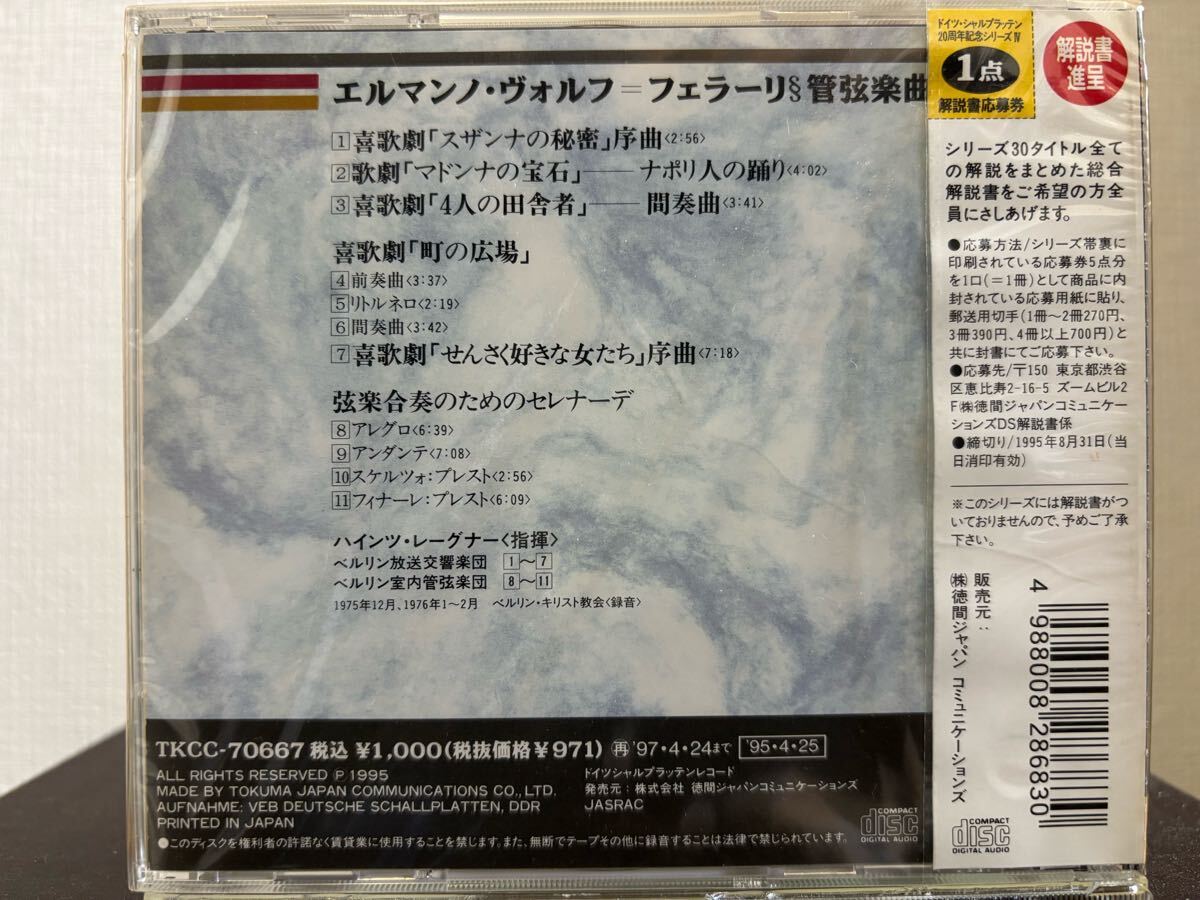 エルマンノ・ヴォルフ=フェラーリ§管弦楽曲
1 喜歌劇「スザンナの秘密」序曲〈2:56〉
2 歌劇「マドンナの宝石」── ナポリ人の踊り〈4:02〉
3 喜歌劇「4人の田舎者」── 間奏曲〈3:41〉
喜歌劇「町の広場」
4 前奏曲〈3:37〉
5 リトルネロ〈2:19〉
6 間奏曲〈3:42〉
7 喜歌劇「せんさく好きな女たち」序曲〈7:18〉
弦楽合奏のためのセレナーデ
8 アレグロ〈6:39〉
9 アンダンテ〈7:08〉
10 スケルツォ:プレスト〈2:56〉
11 フィナーレ:プレスト〈6:09〉
ハインツ・レーグナー〈指揮〉
ベルリン放送交響楽団 1〜7
ベルリン室内管弦楽団 8〜11
1975年12月、1976年1〜2月 ベルリン・キリスト教会〈録音〉
TKCC-70667 税込 ¥1,000(税抜価格¥971) 再 '97・4・24まで '95・4・25
ALL RIGHTS RESERVED Ⓟ 1995
MADE BY TOKUMA JAPAN COMMUNICATIONS CO., LTD.
AUFNAHME: VEB DEUTSCHE SCHALLPLATTEN, DDR
PRINTED IN JAPAN
ドイツシャルプラッテンレコード
発売元:株式会社 徳間ジャパンコミュニケーションズ
JASRAC
COMPACT
disc
DIGITAL AUDIO
●このディスクを権利者の許諾なく賃貸業に使用することを禁じます。また、無断でテープその他に録音することは法律で禁じられています。
ドイツ・シャルプラッテン
20周年記念シリーズⅣ
1点
解説書応募券
解説書
進呈
シリーズ30タイトル全て
の解説をまとめた総合
解説書をご希望の方全
員にさしあげます。
●応募方法/シリーズ帯裏に
印刷されている応募券5点分
を1口(=1冊)として商品に内
封されている応募用紙に貼り、
郵送用切手(1冊〜2冊270円、
3冊390円、4冊以上700円)と
共に封書にてご応募下さい。
●応募先/〒150 東京都渋谷
区恵比寿2-16-5 ズームビル2
F㈱徳間ジャパンコミュニケー
ションズDS解説書係
●締切り/1995年8月31日(当
日消印有効)
※このシリーズには解説書がつ
いておりませんので、予めご了承
下さい。
販売元:
㈱徳間ジャパン コミュニケーションズ
4 988008 286830
COMPACT
disc
DIGITAL AUDIO